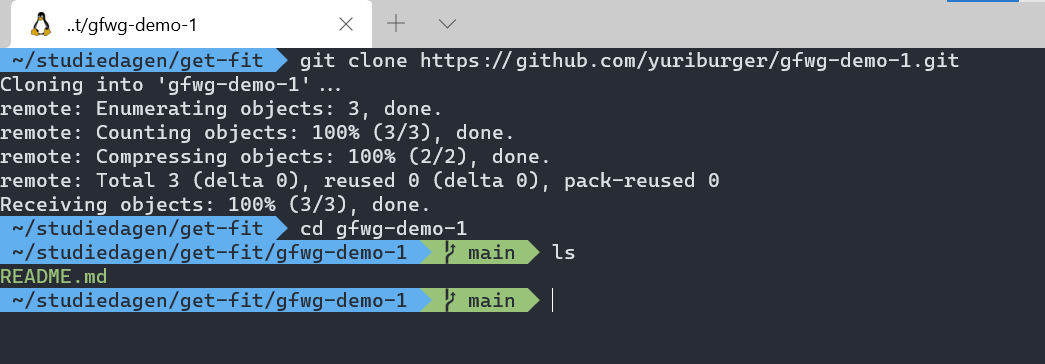 ..t/gfwg-demo-1
~/studiedagen/get-fit git clone https://github.com/yuriburger/gfwg-demo-1.git
Cloning into 'gfwg-demo-1'...
remote: Enumerating objects: 3, done.
remote: Counting objects: 100% (3/3), done.
remote: Compressing objects: 100% (2/2), done.
remote: Total 3 (delta 0), reused 0 (delta 0), pack-reused 0
Receiving objects: 100% (3/3), done.
~/studiedagen/get-fit cd gfwg-demo-1
~/studiedagen/get-fit/gfwg-demo-1 main ls
README.md
~/studiedagen/get-fit/gfwg-demo-1 main